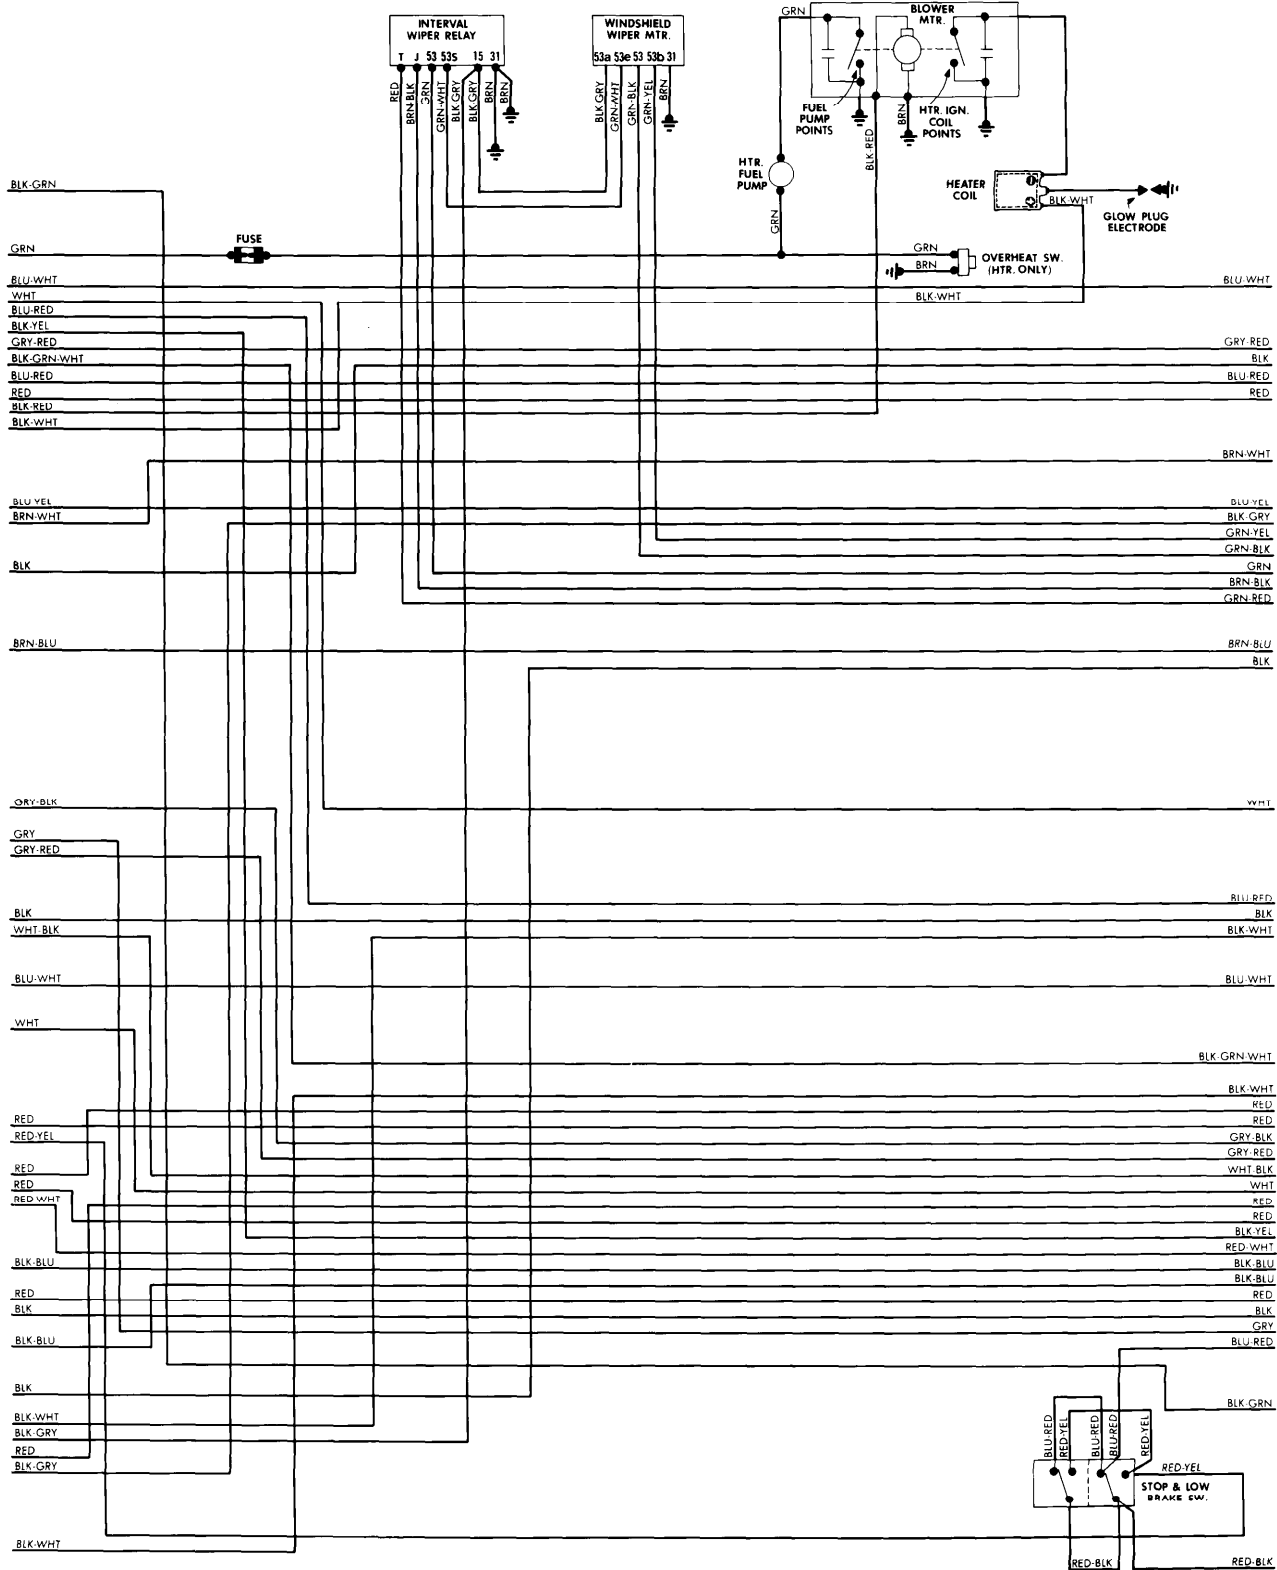 INTERVAL
WIPER RELAY
T J 53 53s 15 31
RED
BRN-BLK
GRN
GRN-WHT
BLK-GRY
BLK-GRY
BRN
BRN
WINDSHIELD
WIPER MTR.
53a 53e 53 53b 31
BLK-GRY
GRN-WHT
GRN-BLK
GRN-YEL
BRN
GRN
BLOWER
MTR.
FUEL
PUMP
POINTS
BLK-RED
BRN
HTR. IGN.
COIL
POINTS
HTR.
FUEL
PUMP
GRN
HEATER
COIL
BLK-WHT
GLOW PLUG
ELECTRODE
BLK-GRN
GRN
FUSE
GRN
BRN
OVERHEAT SW.
(HTR. ONLY)
BLU-WHT
BLU-WHT
WHT
BLK-WHT
BLU-RED
BLK-YEL
GRY-RED
GRY-RED
BLK-GRN-WHT
BLK
BLU-RED
BLU-RED
RED
RED
BLK-RED
BLK-WHT
BRN-WHT
BLU YEL
BLU-YEL
BRN-WHT
BLK-GRY
GRN-YEL
GRN-BLK
BLK
GRN
BRN-BLK
GRN-RED
BRN-BLU
BRN-BLU
BLK
GRY-BLK
WHT
GRY
GRY-RED
BLU-RED
BLK
BLK
WHT-BLK
BLK-WHT
BLU-WHT
BLU-WHT
WHT
BLK-GRN-WHT
BLK-WHT
RED
RED
RED
RED-YEL
GRY-BLK
GRY-RED
RED
WHT-BLK
RED
WHT
RED WHT
RED
RED
BLK-YEL
RED-WHT
BLK-BLU
BLK-BLU
BLK-BLU
RED
RED
BLK
BLK
GRY
BLK-BLU
BLU-RED
BLK
BLK-GRN
BLK-WHT
BLK-GRY
RED
BLK-GRY
BLU-RED
RED-YEL
BLU-RED
BLU-RED
RED-YEL
RED-YEL
STOP & LOW
BRAKE SW.
BLK-WHT
RED-BLK
RED-BLK